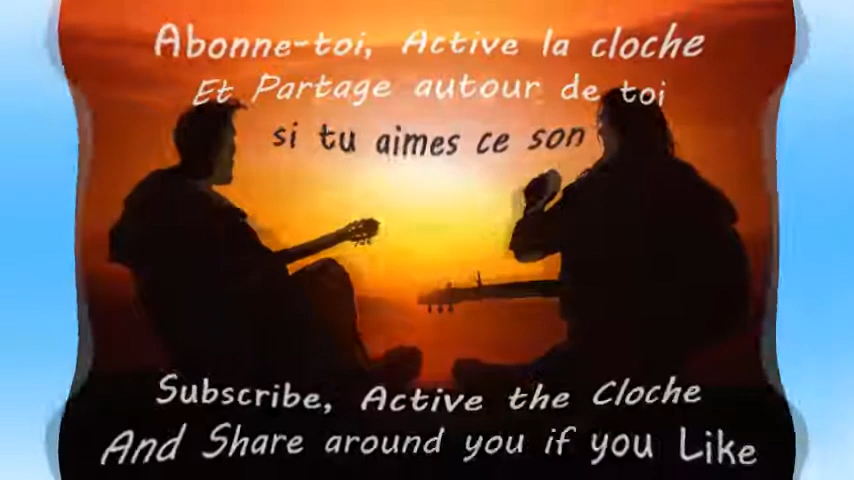 Abonne-toi, Active la cloche
Et Partage autour de toi
si tu aimes ce son
Subscribe, Active the Cloche
And Share around you if you Like